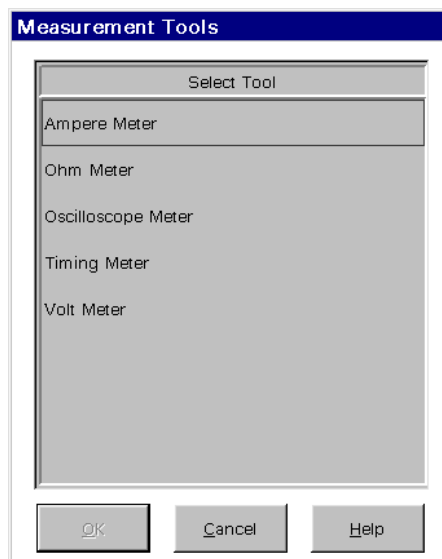 Measurement Tools
Select Tool
Ampere Meter
Ohm Meter
Oscilloscope Meter
Timing Meter
Volt Meter
OK Cancel Help